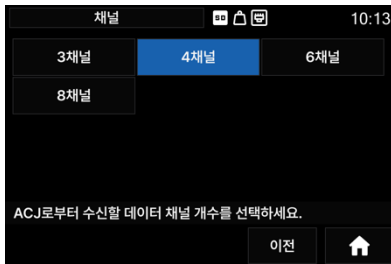 채널 SD 10:13
3채널 4채널 6채널
8채널
ACJ로부터 수신할 데이터 채널 개수를 선택하세요.
이전